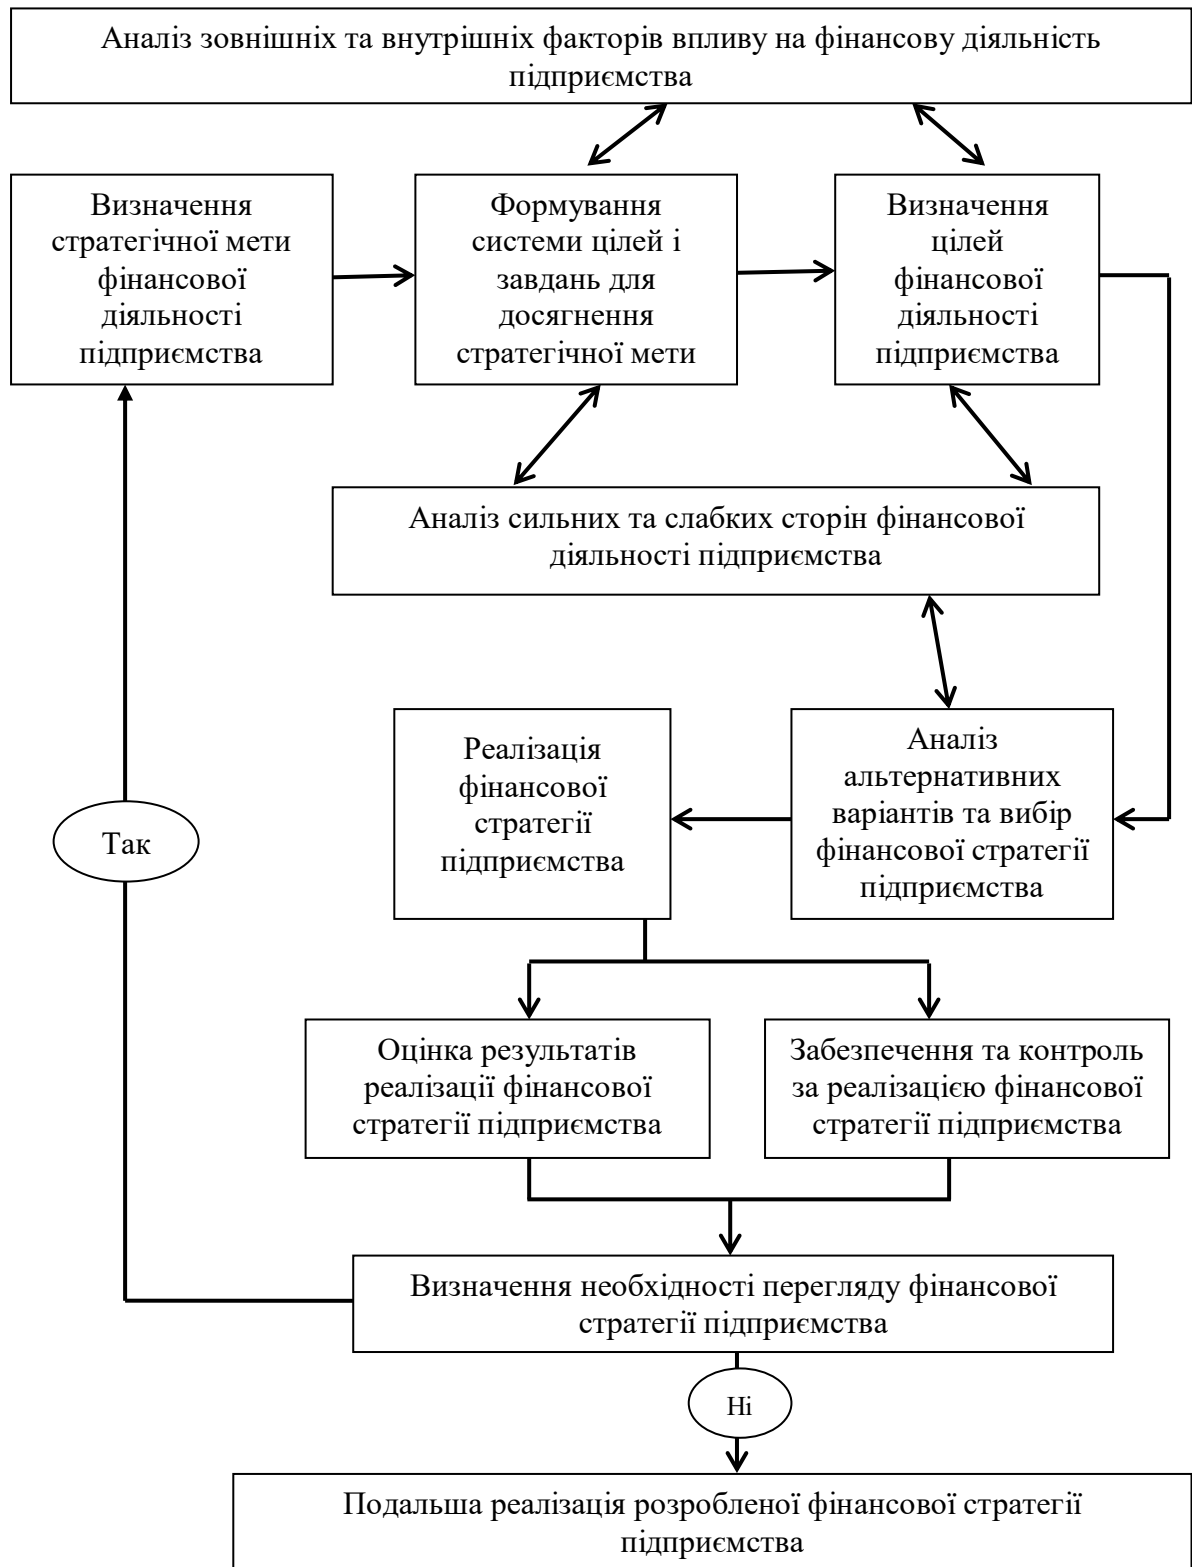 Аналіз зовнішніх та внутрішніх факторів впливу на фінансову діяльність
підприємства
Визначення
стратегічної мети
фінансової
діяльності
підприємства
Формування
системи цілей і
завдань для
досягнення
стратегічної мети
Визначення
цілей
фінансової
діяльності
підприємства
Аналіз сильних та слабких сторін фінансової
діяльності підприємства
Реалізація
фінансової
стратегії
підприємства
Аналіз
альтернативних
варіантів та вибір
фінансової стратегії
підприємства
Так
Оцінка результатів
реалізації фінансової
стратегії підприємства
Забезпечення та контроль
за реалізацією фінансової
стратегії підприємства
Визначення необхідності перегляду фінансової
стратегії підприємства
Ні
Подальша реалізація розробленої фінансової стратегії
підприємства